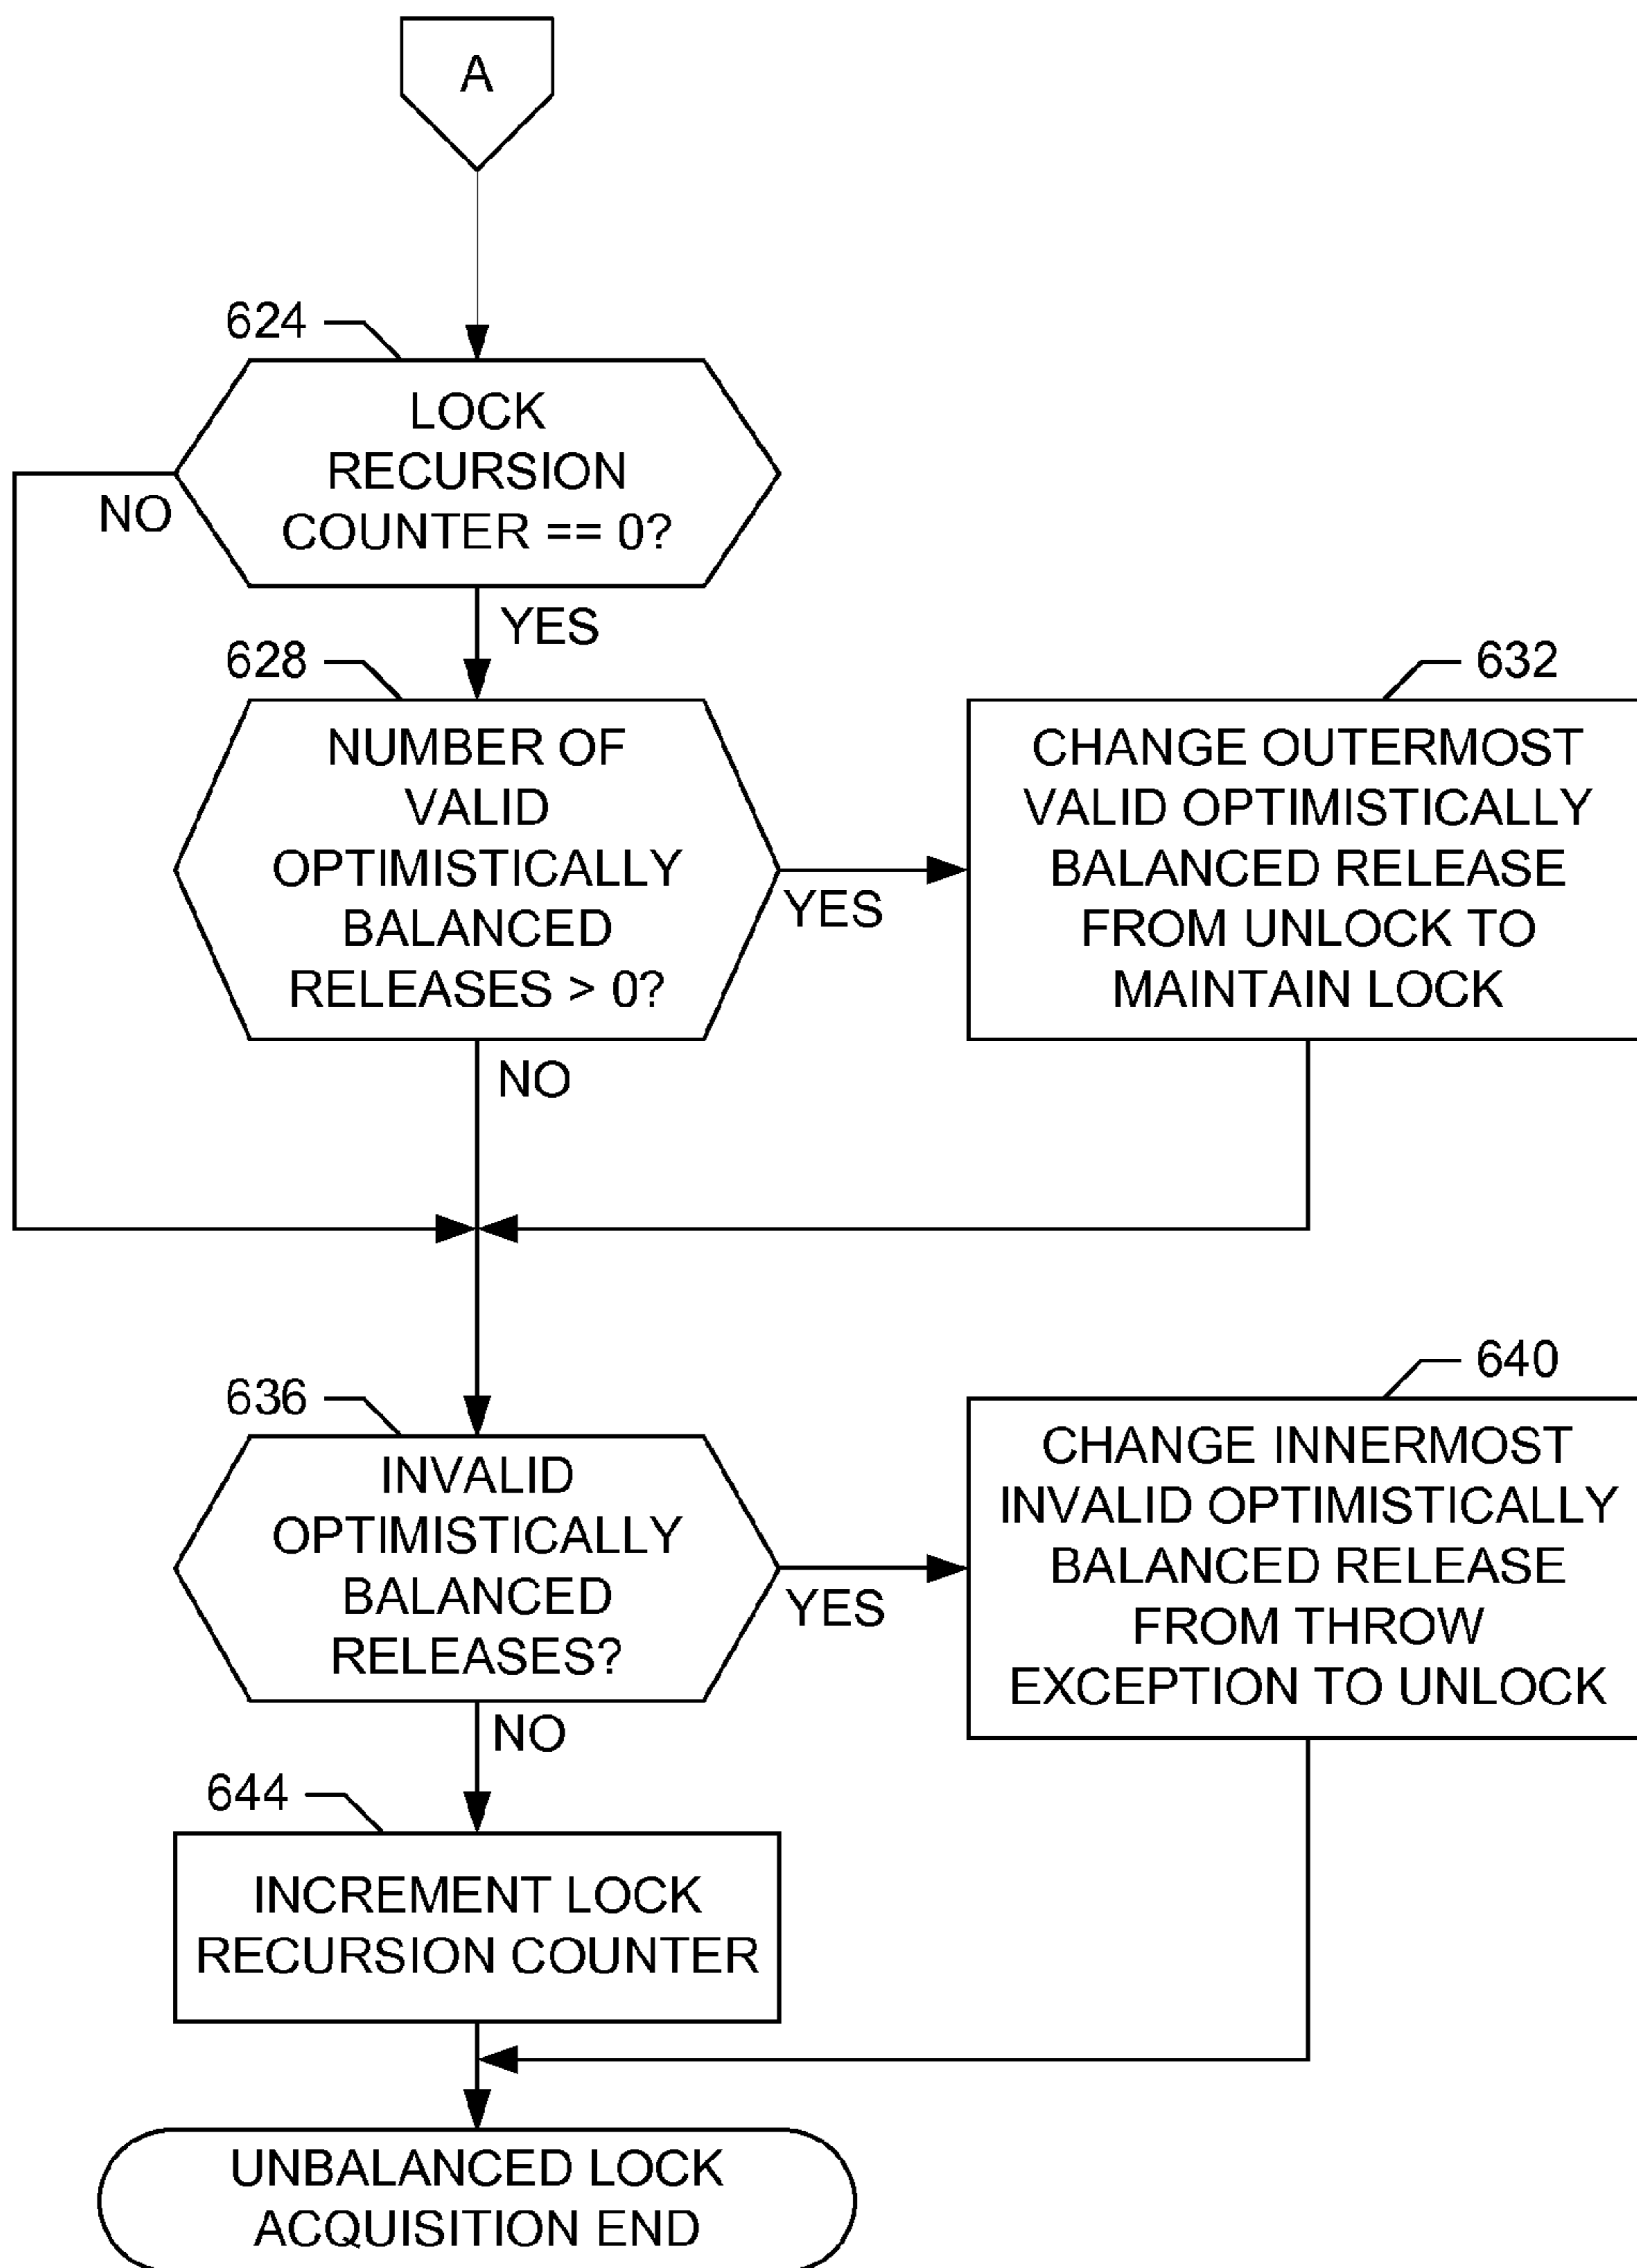 A
624
LOCK
RECURSION
COUNTER == 0?
NO
YES
628
NUMBER OF
VALID
OPTIMISTICALLY
BALANCED
RELEASES > 0?
YES
632
CHANGE OUTERMOST
VALID OPTIMISTICALLY
BALANCED RELEASE
FROM UNLOCK TO
MAINTAIN LOCK
NO
636
INVALID
OPTIMISTICALLY
BALANCED
RELEASES?
YES
640
CHANGE INNERMOST
INVALID OPTIMISTICALLY
BALANCED RELEASE
FROM THROW
EXCEPTION TO UNLOCK
NO
644
INCREMENT LOCK
RECURSION COUNTER
UNBALANCED LOCK
ACQUISITION END